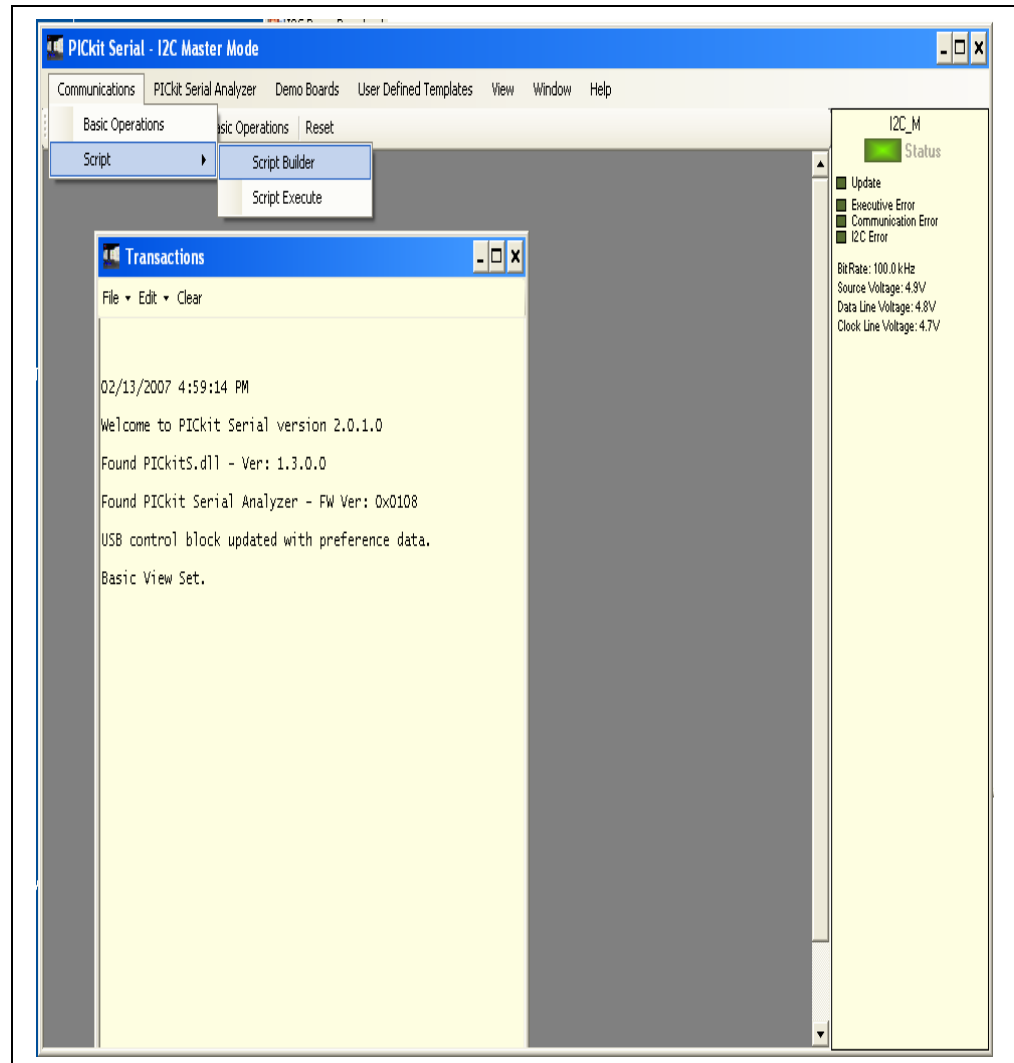 PICkit Serial - I2C Master Mode
Communications PICkit Serial Analyzer Demo Boards User Defined Templates View Window Help
Basic Operations
sic Operations Reset
Script
Script Builder
Script Execute
I2C_M
Status
Update
Executive Error
Communication Error
I2C Error
BitRate: 100.0 kHz
Source Voltage: 4.9V
Data Line Voltage: 4.8V
Clock Line Voltage: 4.7V
Transactions
File Edit Clear
02/13/2007 4:59:14 PM
Welcome to PICkit Serial version 2.0.1.0
Found PICkitS.dll - Ver: 1.3.0.0
Found PICkit Serial Analyzer - FW Ver: 0x0108
USB control block updated with preference data.
Basic View Set.